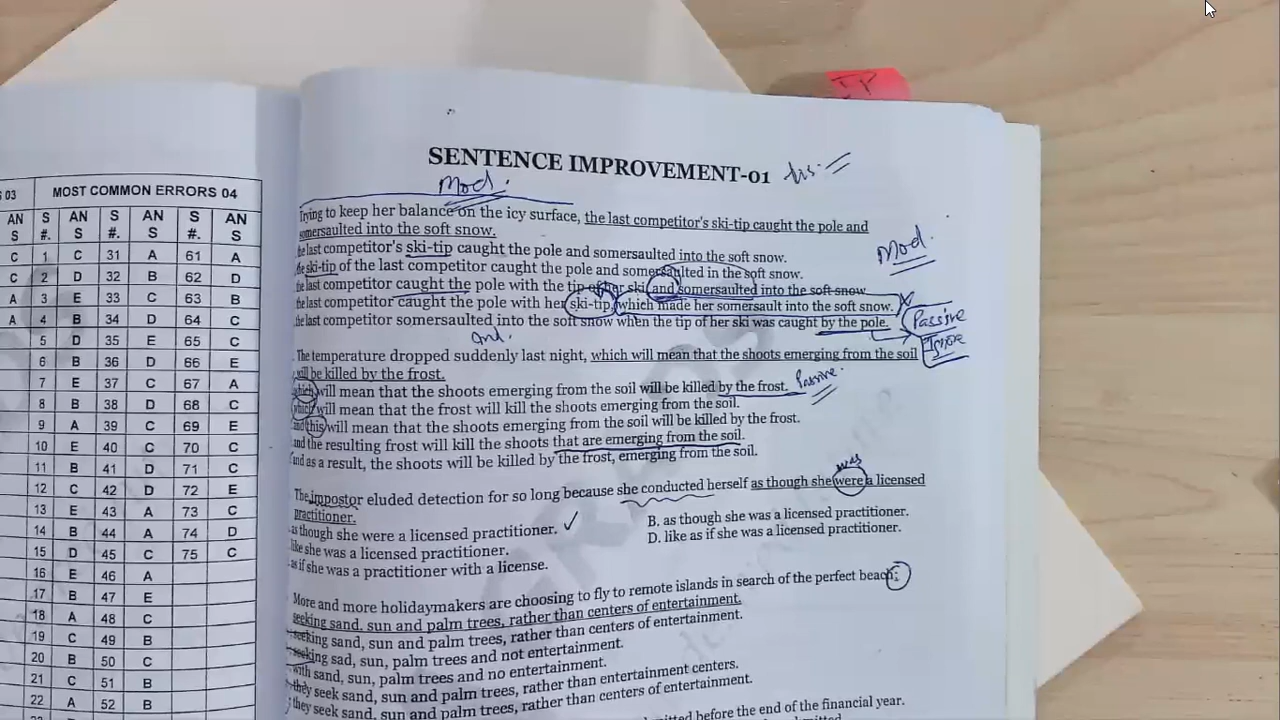 IP
SENTENCE IMPROVEMENT-01
Mod.
Trying to keep her balance on the icy surface, the last competitor's ski-tip caught the pole and
somersaulted into the soft snow.
the last competitor's ski-tip caught the pole and somersaulted into the soft snow.
the ski-tip of the last competitor caught the pole and somersaulted in the soft snow.
the last competitor caught the pole with the tip of her ski and somersaulted into the soft snow
the last competitor caught the pole with her ski-tip, which made her somersault into the soft snow.
the last competitor somersaulted into the soft snow when the tip of her ski was caught by the pole.
Mod.
Passive
And.
The temperature dropped suddenly last night, which will mean that the shoots emerging from the soil
will be killed by the frost.
which will mean that the shoots emerging from the soil will be killed by the frost. Passive.
which will mean that the frost will kill the shoots emerging from the soil.
and this will mean that the shoots emerging from the soil will be killed by the frost.
and the resulting frost will kill the shoots that are emerging from the soil.
and as a result, the shoots will be killed by the frost, emerging from the soil.
was
The impostor eluded detection for so long because she conducted herself as though she were a licensed
practitioner.
as though she were a licensed practitioner. B. as though she was a licensed practitioner.
like she was a licensed practitioner. D. like as if she was a licensed practitioner.
as if she was a practitioner with a license.
More and more holidaymakers are choosing to fly to remote islands in search of the perfect beach:
seeking sand, sun and palm trees, rather than centers of entertainment.
seeking sand, sun and palm trees, rather than centers of entertainment.
seeking sad, sun, palm trees and not entertainment.
with sand, sun, palm trees and no entertainment.
they seek sand, sun and palm trees, rather than entertainment centers.
they seek sand, sun and palm trees, rather than centers of entertainment.
before the end of the financial year.
03 MOST COMMON ERRORS 04
AN S AN S AN S AN
S #. S #. S #. S
C 1 C 31 A 61 A
C 2 D 32 B 62 D
A 3 E 33 C 63 B
A 4 B 34 D 64 C
5 D 35 E 65 C
6 B 36 D 66 E
7 E 37 C 67 A
8 B 38 D 68 C
9 A 39 C 69 E
10 E 40 C 70 C
11 B 41 D 71 C
12 C 42 D 72 E
13 E 43 A 73 C
14 B 44 A 74 D
15 D 45 C 75 C
16 E 46 A
17 B 47 E
18 A 48 C
19 C 49 B
20 B 50 C
21 C 51 B
22 A 52 B